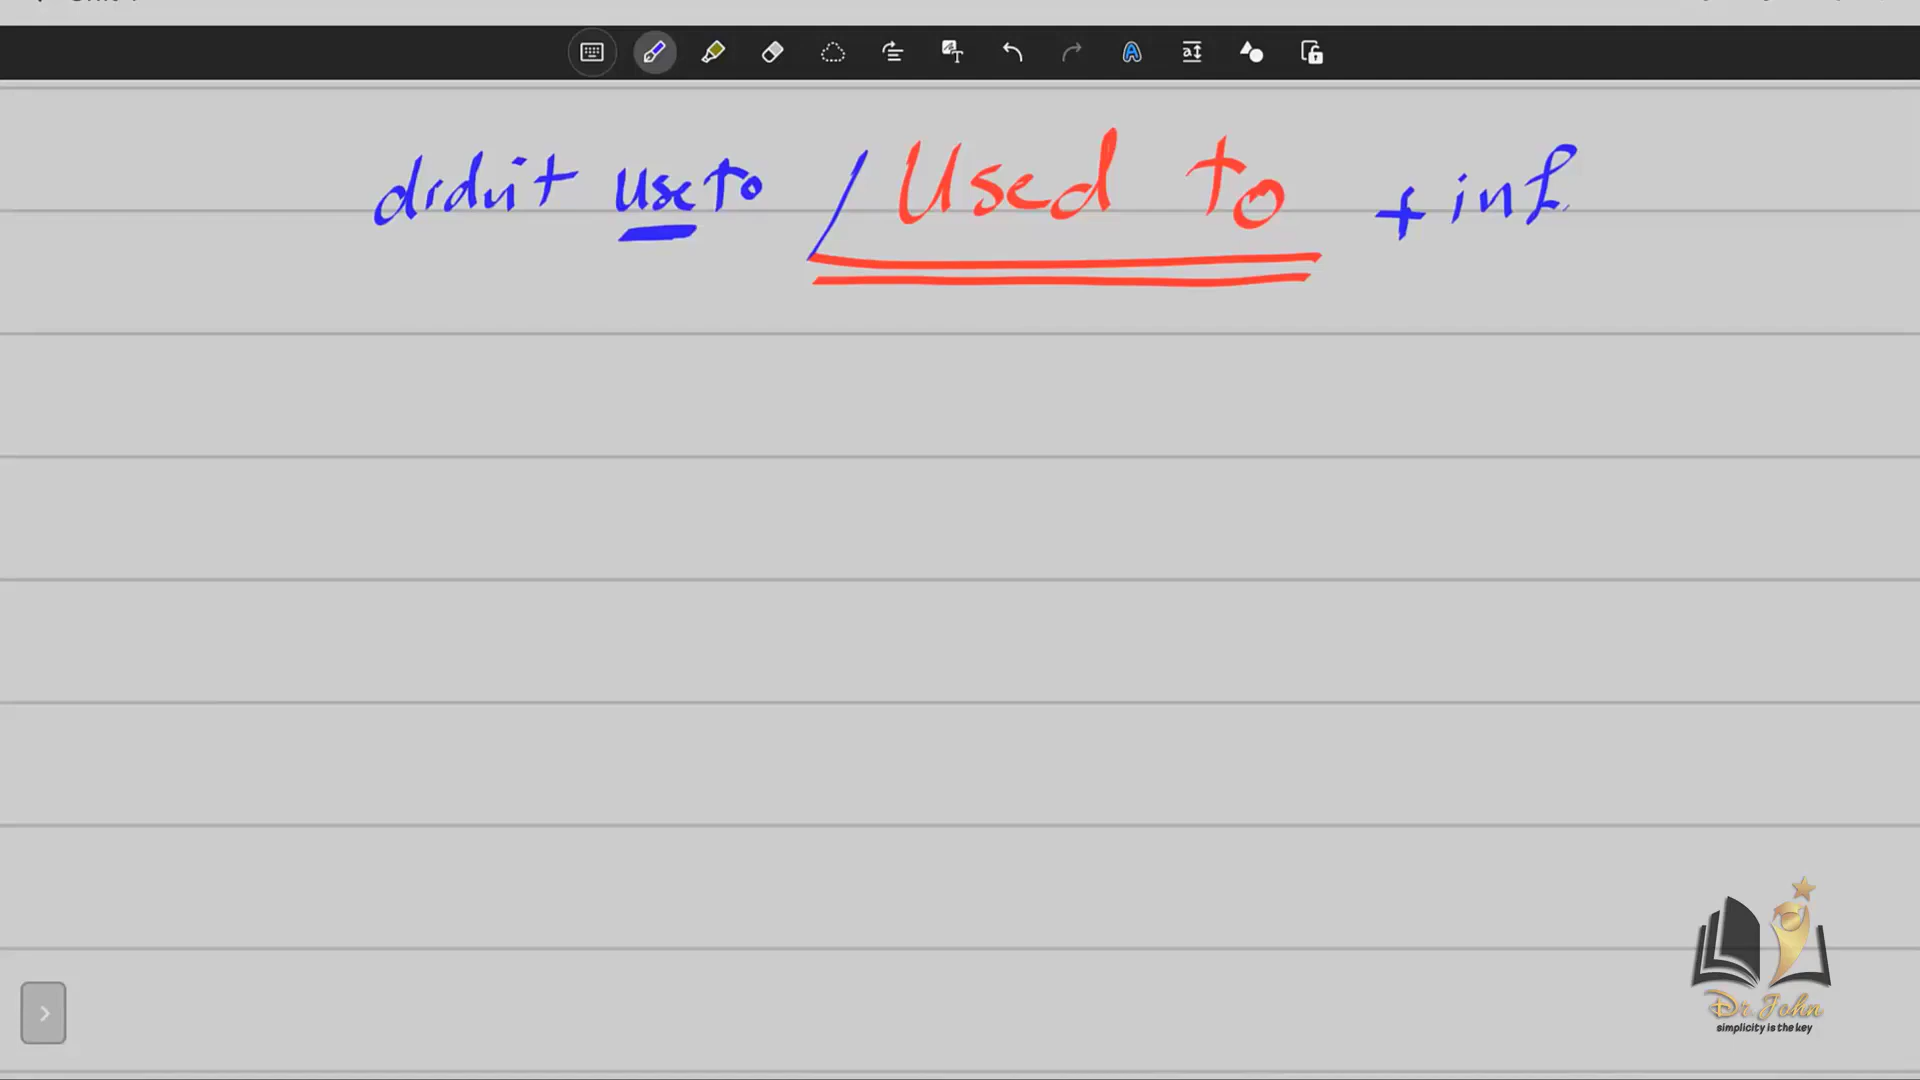 didn't use to / Used to + inf.
Dr. John
simplicity is the key